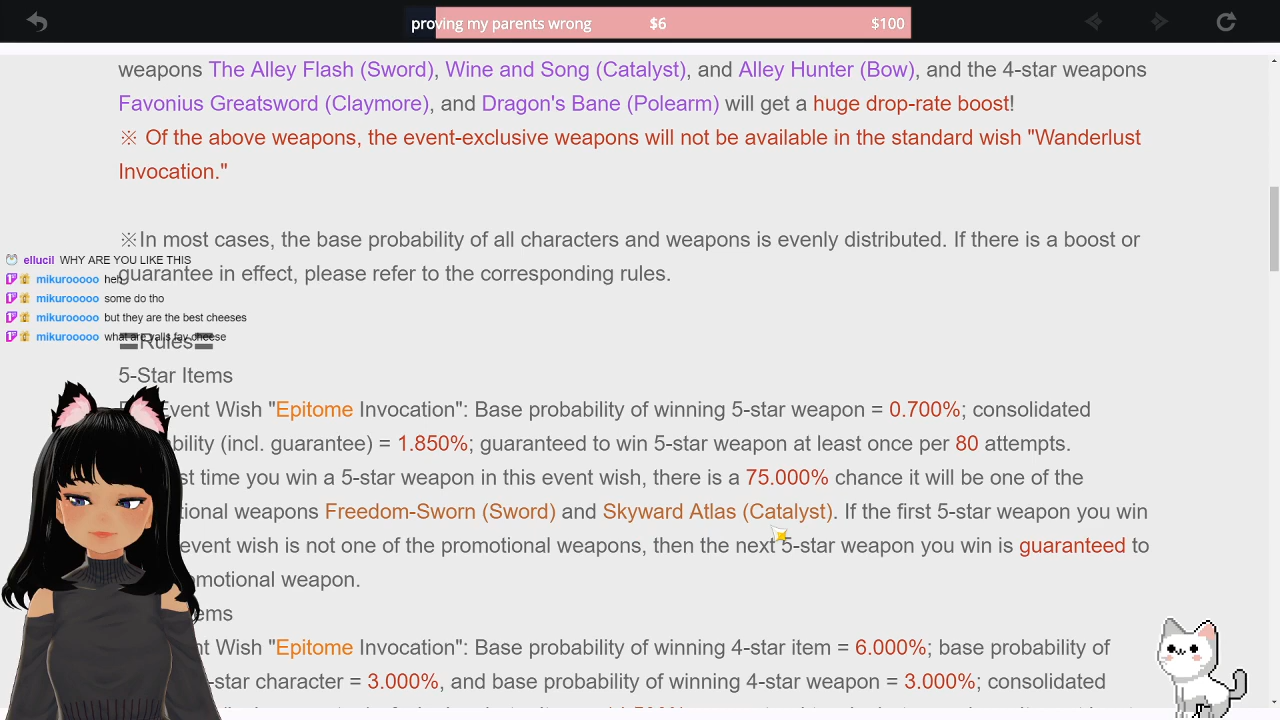 proving my parents wrong $6 $100
weapons The Alley Flash (Sword), Wine and Song (Catalyst), and Alley Hunter (Bow), and the 4-star weapons
Favonius Greatsword (Claymore), and Dragon's Bane (Polearm) will get a huge drop-rate boost!
※ Of the above weapons, the event-exclusive weapons will not be available in the standard wish "Wanderlust
Invocation."
※In most cases, the base probability of all characters and weapons is evenly distributed. If there is a boost or
guarantee in effect, please refer to the corresponding rules.
ellucil WHY ARE YOU LIKE THIS
mikurooooo heh
mikurooooo some do tho
mikurooooo but they are the best cheeses
mikurooooo what are yalls fav cheese
〓Rules〓
5-Star Items
Event Wish "Epitome Invocation": Base probability of winning 5-star weapon = 0.700%; consolidated
bility (incl. guarantee) = 1.850%; guaranteed to win 5-star weapon at least once per 80 attempts.
st time you win a 5-star weapon in this event wish, there is a 75.000% chance it will be one of the
tional weapons Freedom-Sworn (Sword) and Skyward Atlas (Catalyst). If the first 5-star weapon you win
event wish is not one of the promotional weapons, then the next 5-star weapon you win is guaranteed to
omotional weapon.
ems
nt Wish "Epitome Invocation": Base probability of winning 4-star item = 6.000%; base probability of
-star character = 3.000%, and base probability of winning 4-star weapon = 3.000%; consolidated